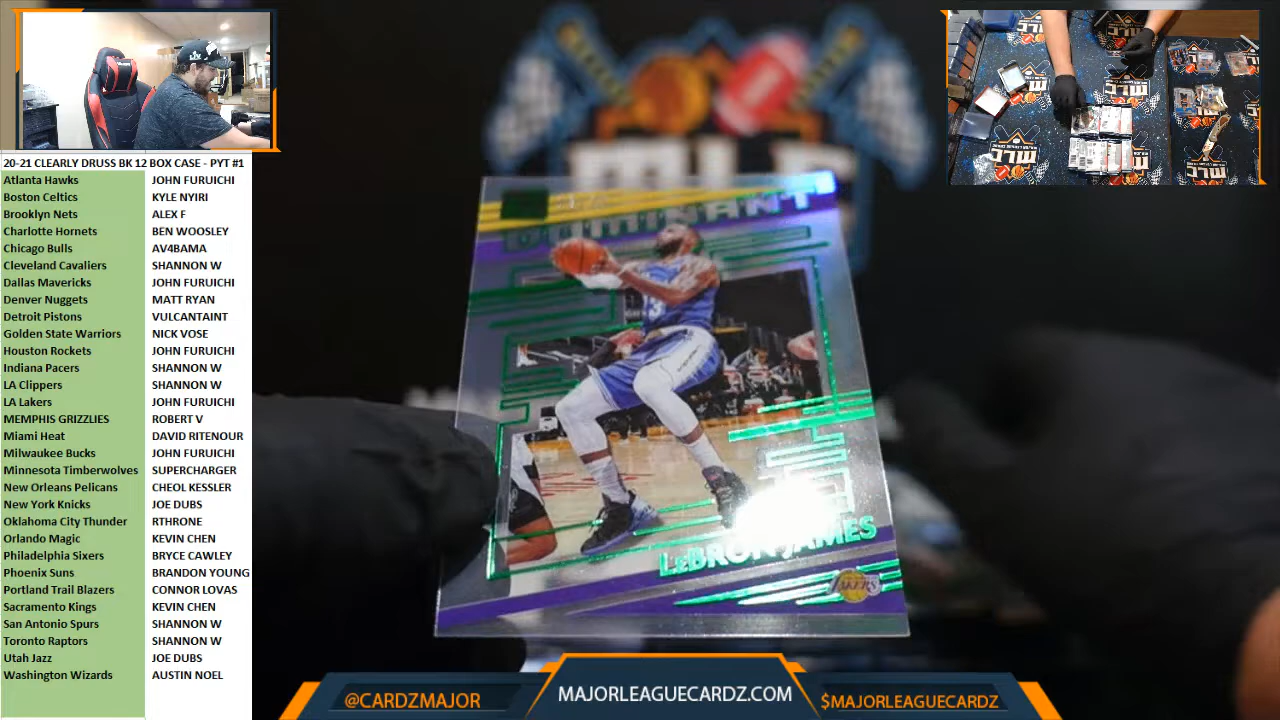 20-21 CLEARLY DRUSS BK 12 BOX CASE - PYT #1
Atlanta Hawks JOHN FURUICHI
Boston Celtics KYLE NYIRI
Brooklyn Nets ALEX F
Charlotte Hornets BEN WOOSLEY
Chicago Bulls AV4BAMA
Cleveland Cavaliers SHANNON W
Dallas Mavericks JOHN FURUICHI
Denver Nuggets MATT RYAN
Detroit Pistons VULCANTAINT
Golden State Warriors NICK VOSE
Houston Rockets JOHN FURUICHI
Indiana Pacers SHANNON W
LA Clippers SHANNON W
LA Lakers JOHN FURUICHI
MEMPHIS GRIZZLIES ROBERT V
Miami Heat DAVID RITENOUR
Milwaukee Bucks JOHN FURUICHI
Minnesota Timberwolves SUPERCHARGER
New Orleans Pelicans CHEOL KESSLER
New York Knicks JOE DUBS
Oklahoma City Thunder RTHRONE
Orlando Magic KEVIN CHEN
Philadelphia Sixers BRYCE CAWLEY
Phoenix Suns BRANDON YOUNG
Portland Trail Blazers CONNOR LOVAS
Sacramento Kings KEVIN CHEN
San Antonio Spurs SHANNON W
Toronto Raptors SHANNON W
Utah Jazz JOE DUBS
Washington Wizards AUSTIN NOEL
MLC
DOMINANT
LeBRON JAMES
LAKERS
@CARDZMAJOR
MAJORLEAGUECARDZ.COM
$MAJORLEAGUECARDZ